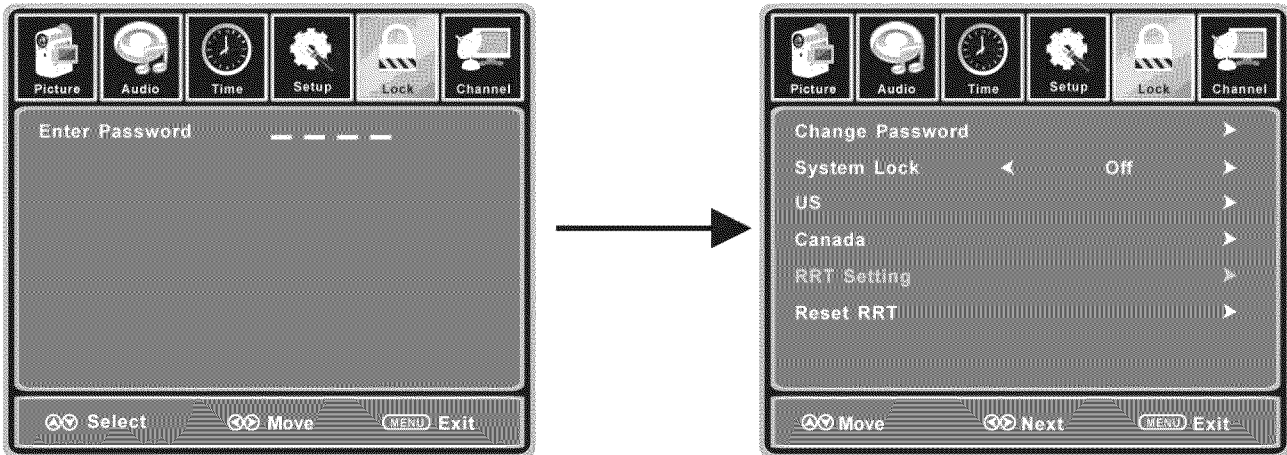 Picture Audio Time Setup Lock Channel
Enter Password _ _ _ _
Select Move MENU Exit
Picture Audio Time Setup Lock Channel
Change Password
System Lock Off
US
Canada
RRT Setting
Reset RRT
Move Next MENU Exit